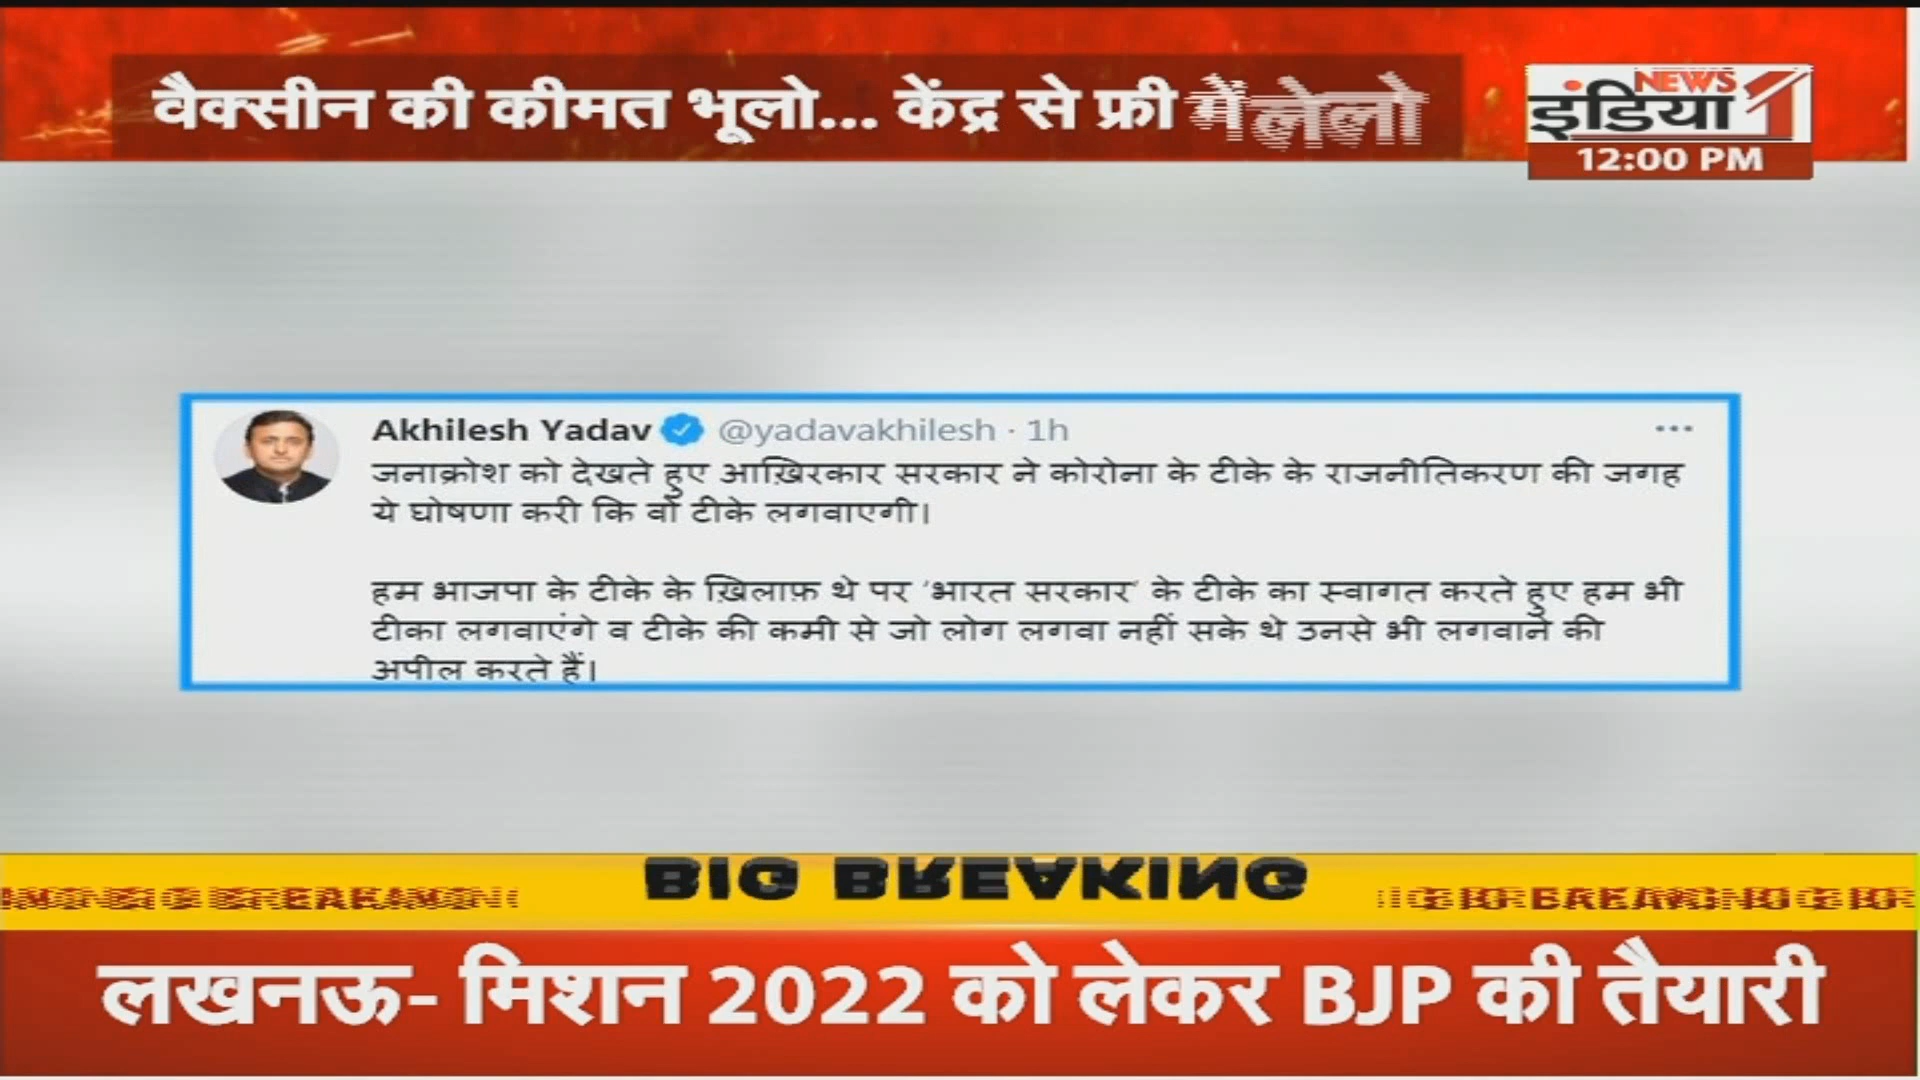 वैक्सीन की कीमत भूलो... केंद्र से फ्री में लेलो
NEWS
इंडिया 1
12:00 PM
Akhilesh Yadav @yadavakhilesh · 1h
जनाक्रोश को देखते हुए आख़िरकार सरकार ने कोरोना के टीके के राजनीतिकरण की जगह
ये घोषणा करी कि वो टीके लगवाएगी।
हम भाजपा के टीके के ख़िलाफ़ थे पर ‘भारत सरकार’ के टीके का स्वागत करते हुए हम भी
टीका लगवाएंगे व टीके की कमी से जो लोग लगवा नहीं सके थे उनसे भी लगवाने की
अपील करते हैं।
BIG BREAKING
लखनऊ- मिशन 2022 को लेकर BJP की तैयारी